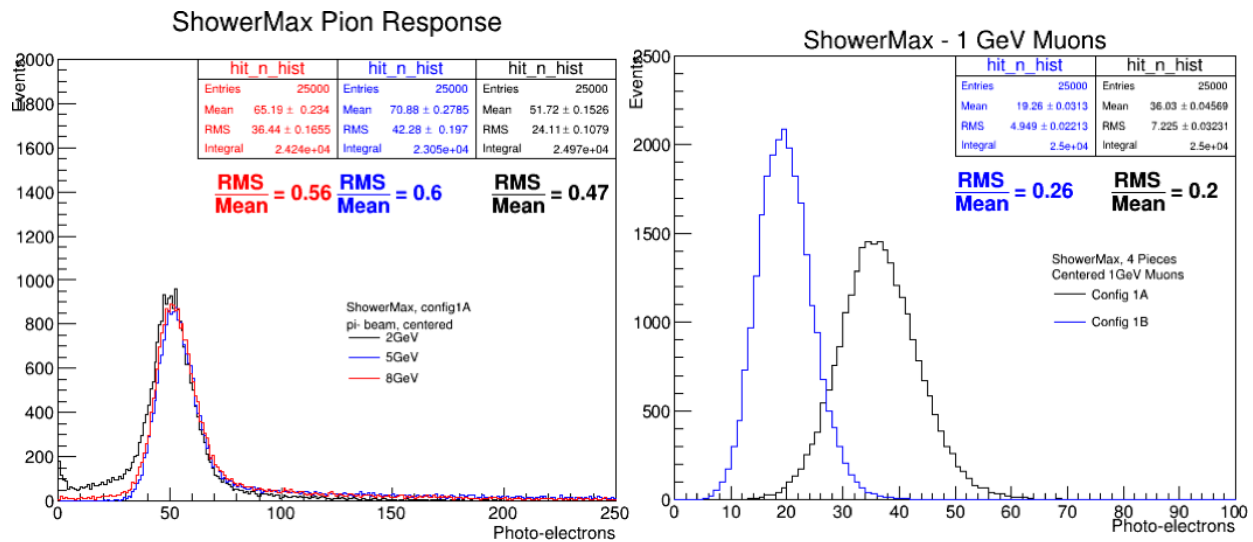 ShowerMax Pion Response
Events
2000
1800
1600
1400
1200
1000
800
600
400
200
0
0 50 100 150 200 250
Photo-electrons
hit_n_hist
Entries 25000
Mean 65.19 ± 0.234
RMS 36.44 ± 0.1655
Integral 2.424e+04
hit_n_hist
Entries 25000
Mean 70.88 ± 0.2785
RMS 42.28 ± 0.197
Integral 2.305e+04
hit_n_hist
Entries 25000
Mean 51.72 ± 0.1526
RMS 24.11 ± 0.1079
Integral 2.497e+04
RMS
Mean = 0.56
RMS
Mean = 0.6
RMS
Mean = 0.47
ShowerMax, config1A
pi- beam, centered
2GeV
5GeV
8GeV
ShowerMax - 1 GeV Muons
Events
2500
2000
1500
1000
500
0
0 10 20 30 40 50 60 70 80 90 100
Photo-electrons
hit_n_hist
Entries 25000
Mean 19.26 ± 0.0313
RMS 4.949 ± 0.02213
Integral 2.5e+04
hit_n_hist
Entries 25000
Mean 36.03 ± 0.04569
RMS 7.225 ± 0.03231
Integral 2.5e+04
RMS
Mean = 0.26
RMS
Mean = 0.2
ShowerMax, 4 Pieces
Centered 1GeV Muons
Config 1A
Config 1B